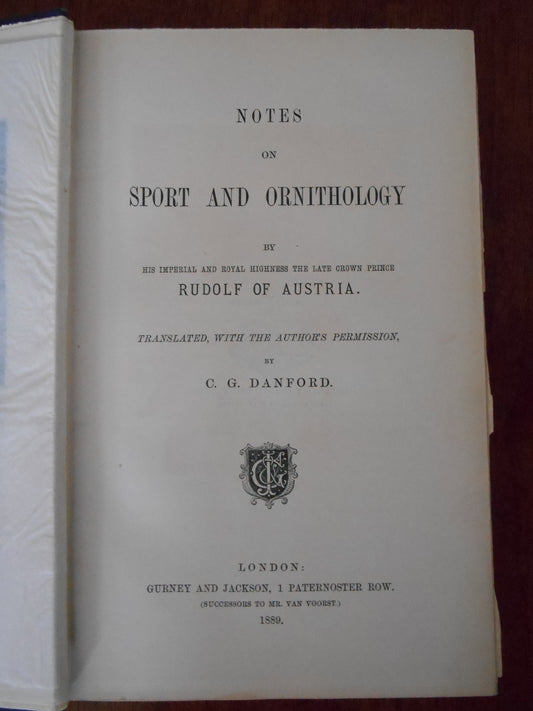 NOTES
ON
SPORT AND ORNITHOLOGY
BY
HIS IMPERIAL AND ROYAL HIGHNESS THE LATE CROWN PRINCE
RUDOLF OF AUSTRIA.
TRANSLATED, WITH THE AUTHOR'S PERMISSION,
BY
C. G. DANFORD.
LONDON:
GURNEY AND JACKSON, 1 PATERNOSTER ROW.
(SUCCESSORS TO MR. VAN VOORST.)
1889.